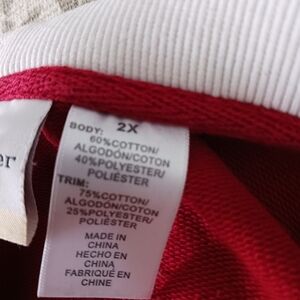 2X
BODY:
60%COTTON/
ALGODÓN/COTON
40%POLYESTER/
POLIÉSTER
TRIM:
75%COTTON/
ALGODÓN/COTON
25%POLYESTER/
POLIÉSTER
MADE IN
CHINA
HECHO EN
CHINA
FABRIQUÉ EN
CHINE
er